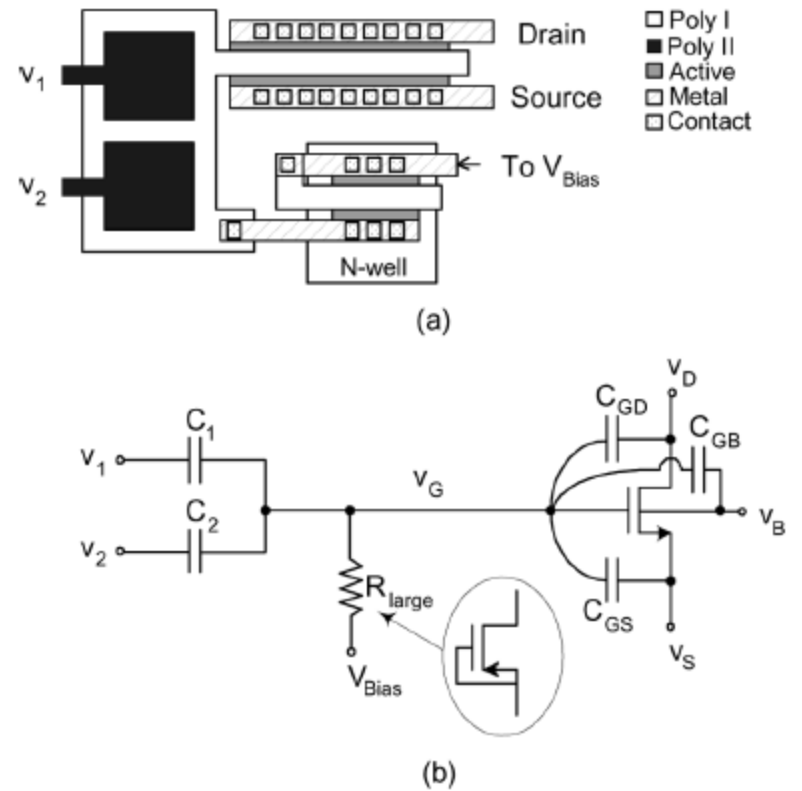 Drain
Source
To VBias
N-well
v1
v2
Poly I
Poly II
Active
Metal
Contact
(a)
v1
C1
v2
C2
vG
Rlarge
VBias
CGD
vD
CGB
vB
CGS
vS
(b)